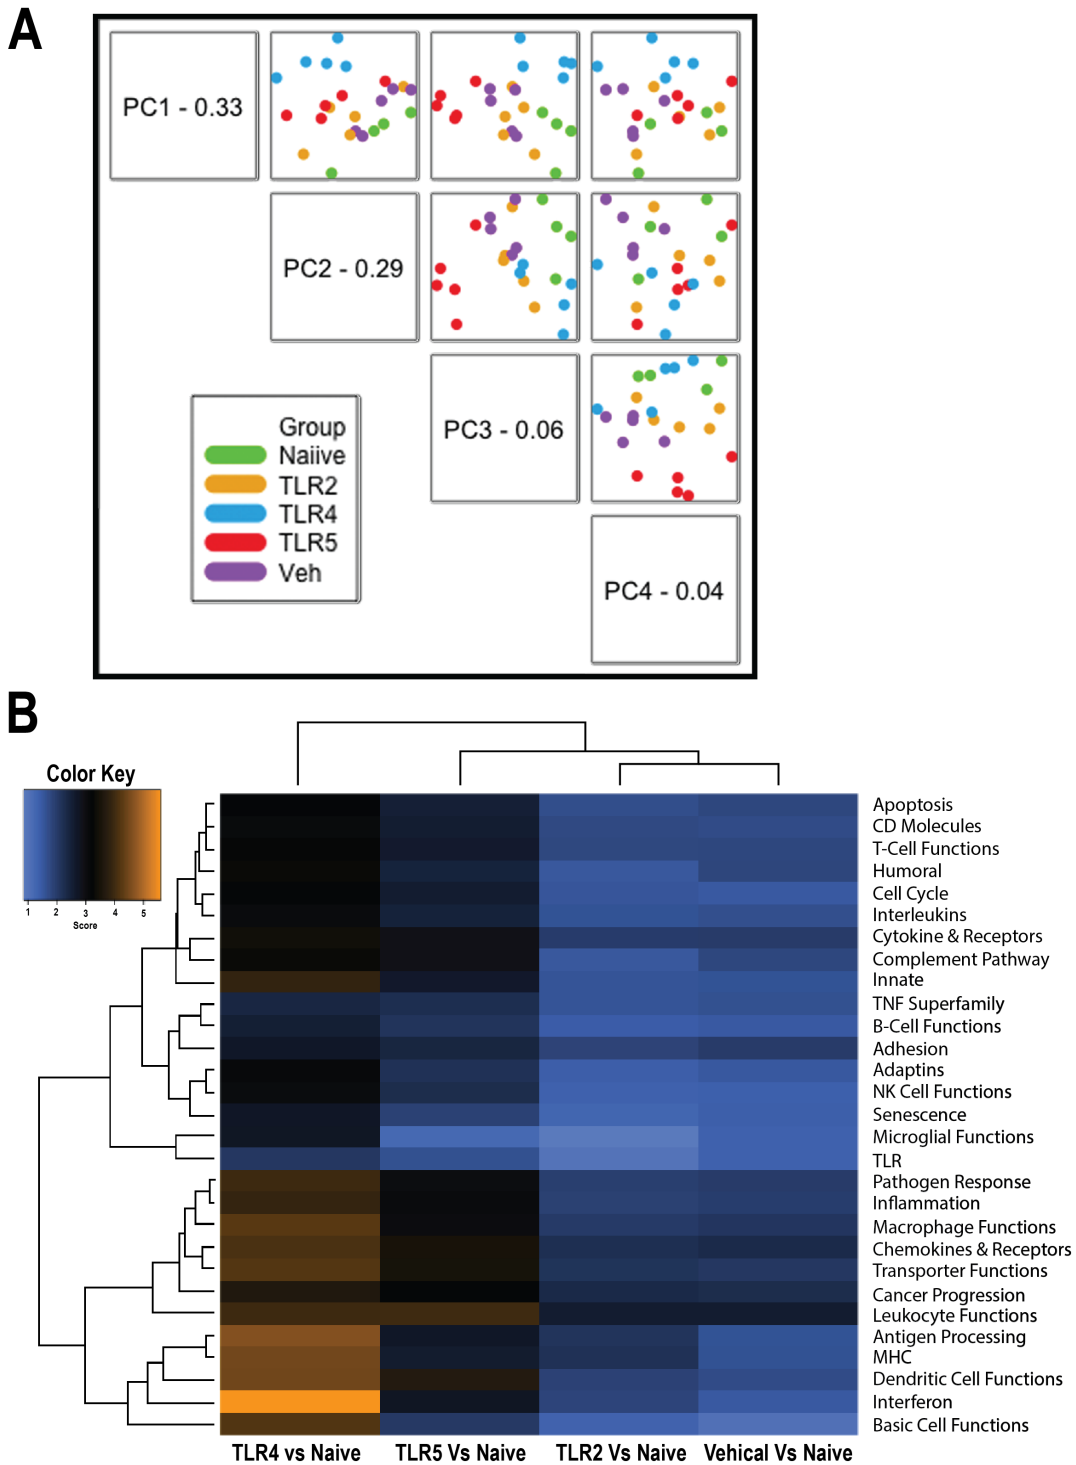 A
PC1 - 0.33
PC2 - 0.29
PC3 - 0.06
PC4 - 0.04
Group
Naiive
TLR2
TLR4
TLR5
Veh
B
Color Key
1 2 3 4 5
Score
Apoptosis
CD Molecules
T-Cell Functions
Humoral
Cell Cycle
Interleukins
Cytokine & Receptors
Complement Pathway
Innate
TNF Superfamily
B-Cell Functions
Adhesion
Adaptins
NK Cell Functions
Senescence
Microglial Functions
TLR
Pathogen Response
Inflammation
Macrophage Functions
Chemokines & Receptors
Transporter Functions
Cancer Progression
Leukocyte Functions
Antigen Processing
MHC
Dendritic Cell Functions
Interferon
Basic Cell Functions
TLR4 vs Naive TLR5 Vs Naive TLR2 Vs Naive Vehical Vs Naive